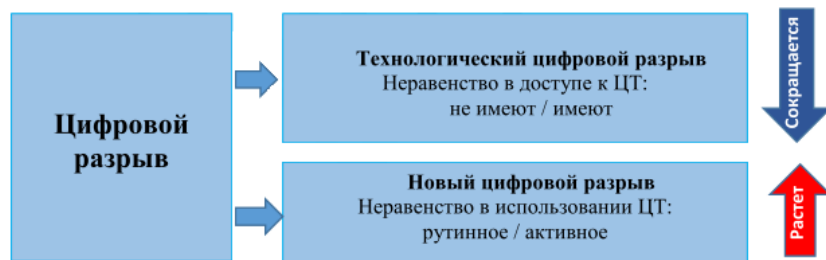 Цифровой
разрыв
Технологический цифровой разрыв
Неравенство в доступе к ЦТ:
не имеют / имеют
Сокращается
Новый цифровой разрыв
Неравенство в использовании ЦТ:
рутинное / активное
Растет